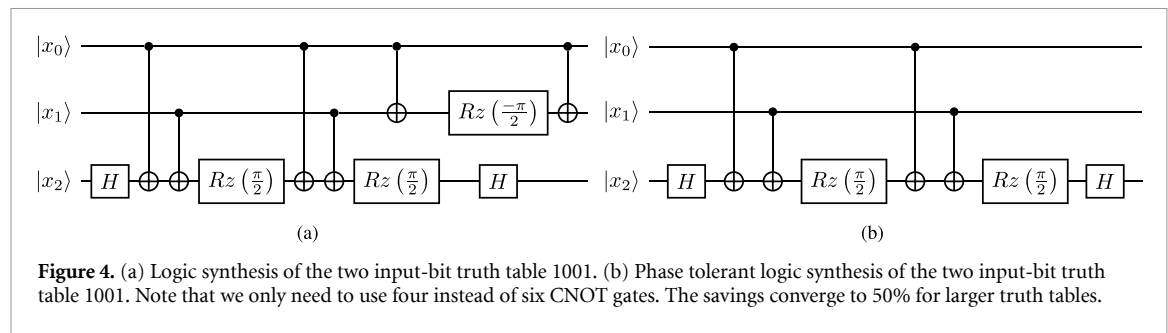 |x₀⟩ |x₀⟩
|x₁⟩ Rz (−π/2) |x₁⟩
|x₂⟩ H Rz (π/2) Rz (π/2) H |x₂⟩ H Rz (π/2) Rz (π/2) H
(a) (b)
Figure 4. (a) Logic synthesis of the two input-bit truth table 1001. (b) Phase tolerant logic synthesis of the two input-bit truth
table 1001. Note that we only need to use four instead of six CNOT gates. The savings converge to 50% for larger truth tables.